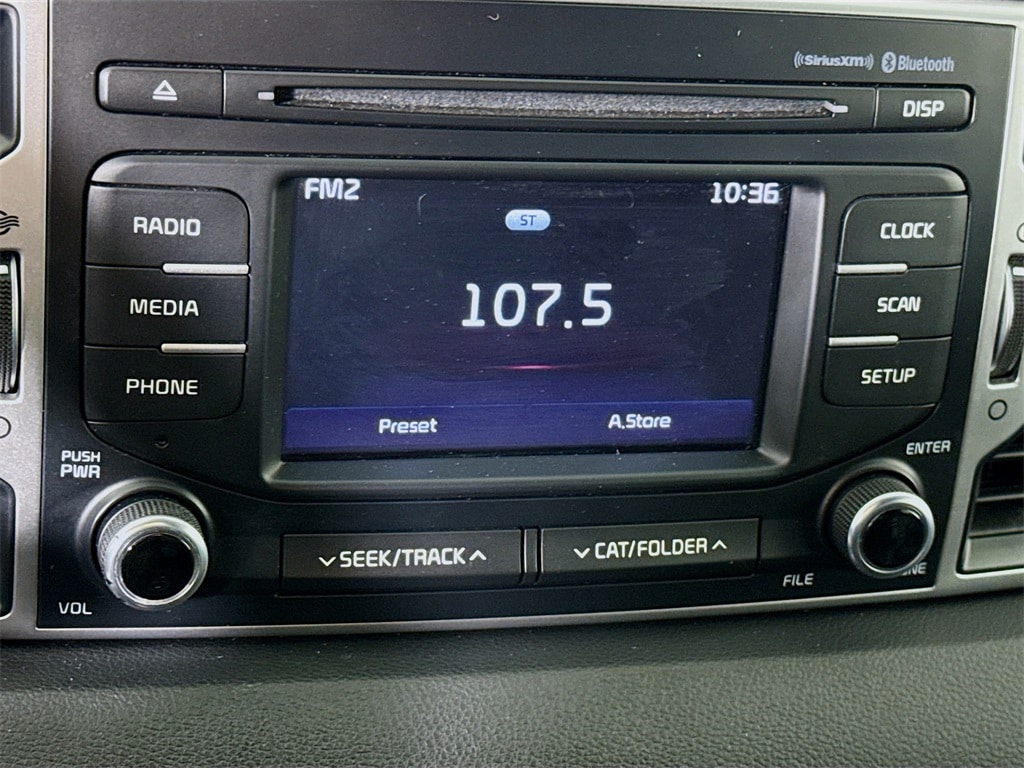 ((SiriusXM)) Bluetooth
DISP
FM2 10:36
ST
107.5
Preset A.Store
RADIO
MEDIA
PHONE
CLOCK
SCAN
SETUP
PUSH
PWR
VOL
SEEK/TRACK
CAT/FOLDER
ENTER
FILE